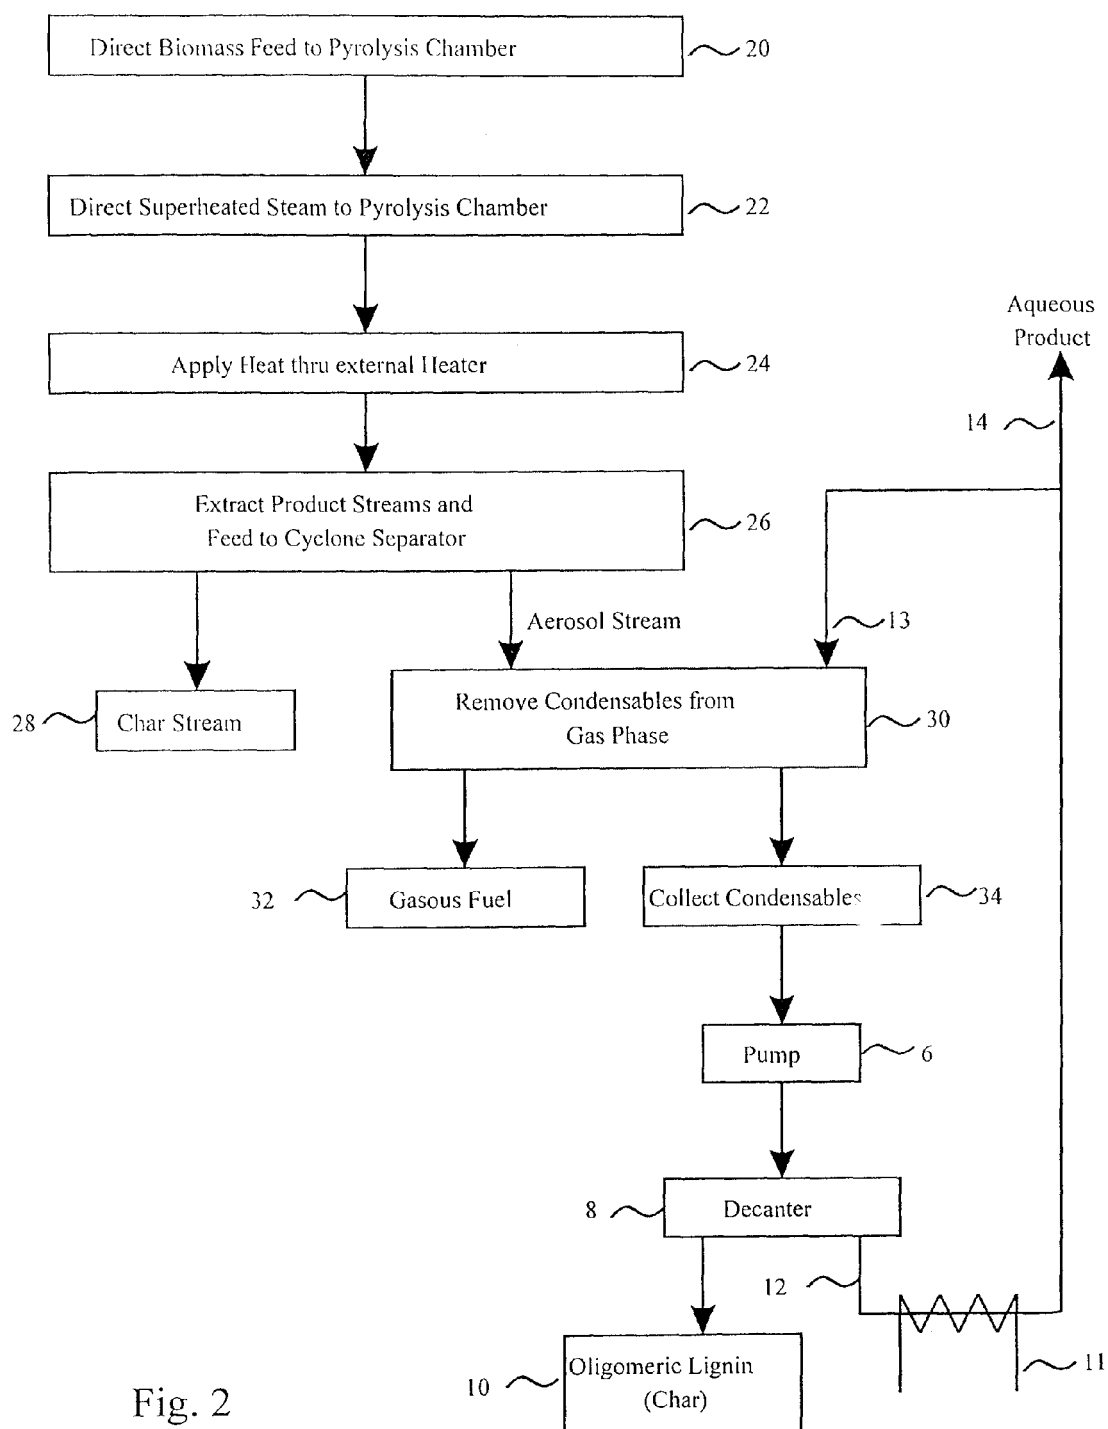 Direct Biomass Feed to Pyrolysis Chamber
20
Direct Superheated Steam to Pyrolysis Chamber
22
Aqueous
Product
Apply Heat thru external Heater
24
14
Extract Product Streams and
Feed to Cyclone Separator
26
Aerosol Stream
13
28
Char Stream
Remove Condensables from
Gas Phase
30
32
Gasous Fuel
Collect Condensables
34
Pump
6
8
Decanter
12
10
Oligomeric Lignin
(Char)
11
Fig. 2